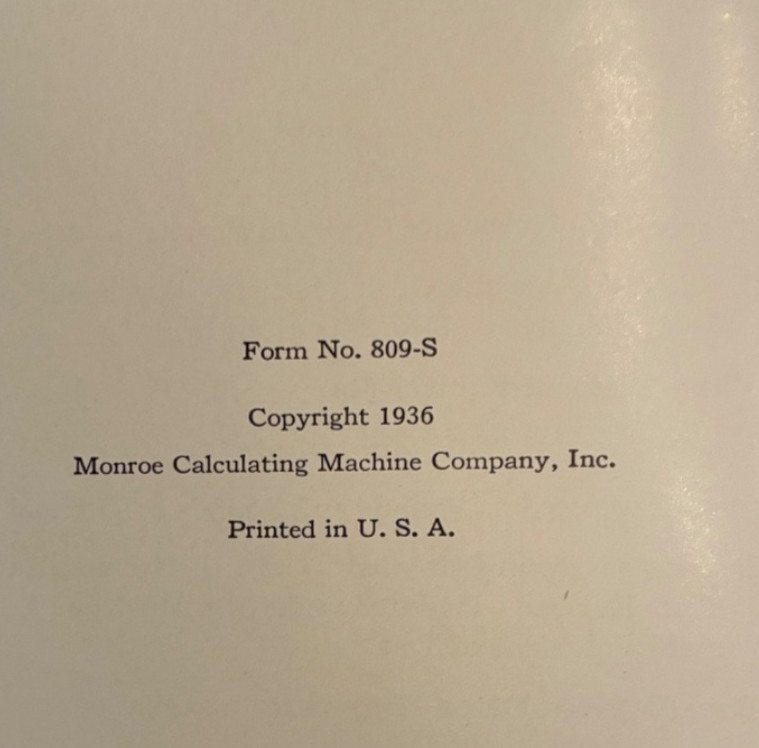 Form No. 809-S
Copyright 1936
Monroe Calculating Machine Company, Inc.
Printed in U. S. A.